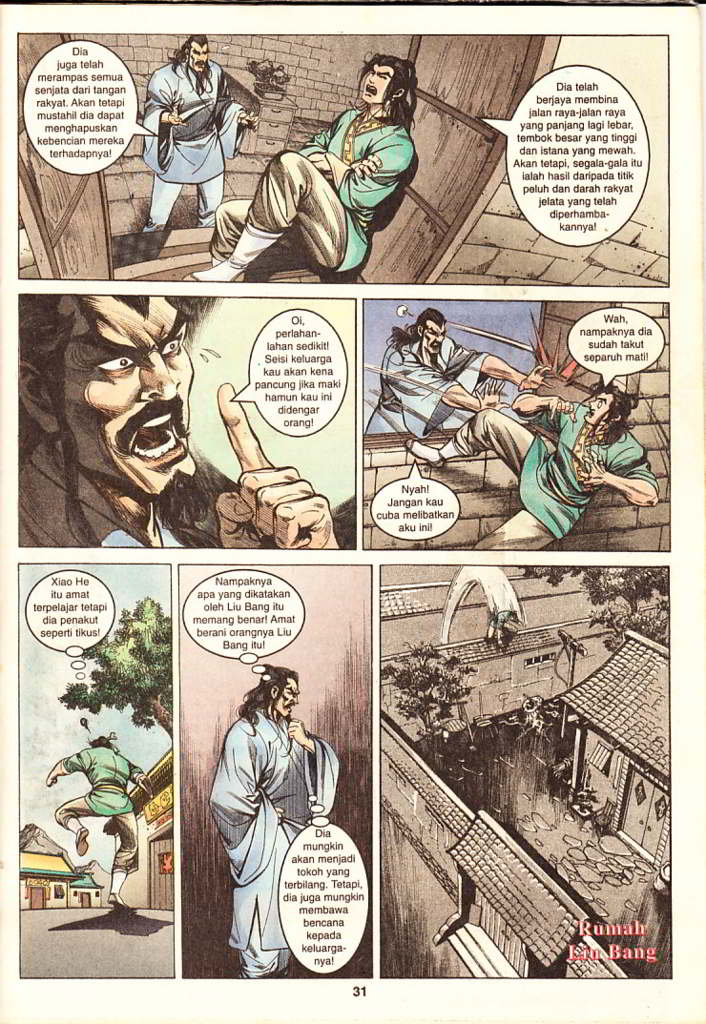 Dia
juga telah
merampas semua
senjata dari tangan
rakyat. Akan tetapi
mustahil dia dapat
menghapuskan
kebencian mereka
terhadapnya!
Dia telah
berjaya membina
jalan raya-jalan raya
yang panjang lagi lebar,
tembok besar yang tinggi
dan istana yang mewah.
Akan tetapi, segala-gala itu
ialah hasil daripada titik
peluh dan darah rakyat
jelata yang telah
diperhamba-
kannya!
Oi,
perlahan-
lahan sedikit!
Seisi keluarga
kau akan kena
pancung jika maki
hamun kau ini
didengar
orang!
Wah,
nampaknya dia
sudah takut
separuh mati!
Nyah!
Jangan kau
cuba melibatkan
aku ini!
Xiao He
itu amat
terpelajar tetapi
dia penakut
seperti tikus!
Nampaknya
apa yang dikatakan
oleh Liu Bang itu
memang benar! Amat
berani orangnya Liu
Bang itu!
Dia
mungkin
akan menjadi
tokoh yang
terbilang. Tetapi,
dia juga mungkin
membawa
bencana
kepada
keluarga-
nya!
Rumah
Liu Bang
31